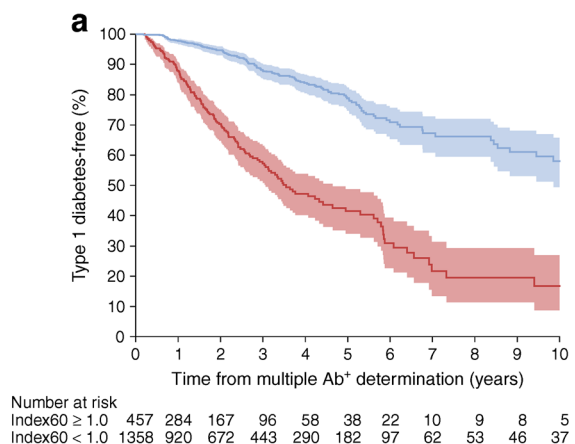 a
100
90
80
70
60
50
40
30
20
10
0
Type 1 diabetes-free (%)
0 1 2 3 4 5 6 7 8 9 10
Time from multiple Ab⁺ determination (years)
Number at risk
Index60 ≥ 1.0 457 284 167 96 58 38 22 10 9 8 5
Index60 < 1.0 1358 920 672 443 290 182 97 62 53 46 37